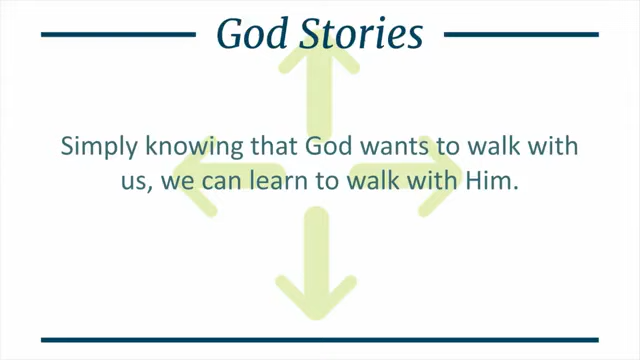 God Stories
Simply knowing that God wants to walk with
us, we can learn to walk with Him.